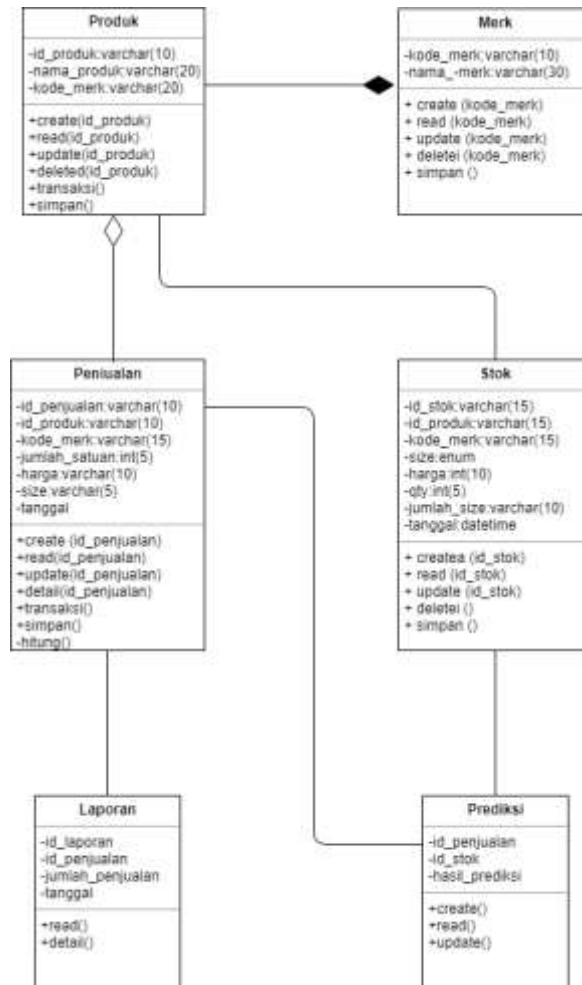 Produk
-id_produk:varchar(10)
-nama_produk:varchar(20)
-kode_merk:varchar(20)
+create(id_produk)
+read(id_produk)
+update(id_produk)
+deleted(id_produk)
+transaksi()
+simpan()
Merk
-kode_merk:varchar(10)
-nama_-merk:varchar(30)
+ create (kode_merk)
+ read (kode_merk)
+ update (kode_merk)
+ deletei (kode_merk)
+ simpan ()
Peniualan
-id_penjualan:varchar(10)
-id_produk:varchar(10)
-kode_merk:varchar(15)
-jumlah_satuan:int(5)
-harga:varchar(10)
-size:varchar(5)
-tanggal
+create (id_penjualan)
+read(id_penjualan)
+update(id_penjualan)
+detail(id_penjualan)
+transaksi()
+simpan()
-hitung()
Stok
-id_stok:varchar(15)
-id_produk:varchar(15)
-kode_merk:varchar(15)
-size:enum
-harga:int(10)
-qty:int(5)
-jumlah_size:varchar(10)
-tanggal:datetime
+ createa (id_stok)
+ read (id_stok)
+ update (id_stok)
+ deletei ()
+ simpan ()
Laporan
-id_laporan
-id_penjualan
-jumlah_penjualan
-tanggal
+read()
+detail()
Prediksi
-id_penjualan
-id_stok
-hasil_prediksi
+create()
+read()
+update()